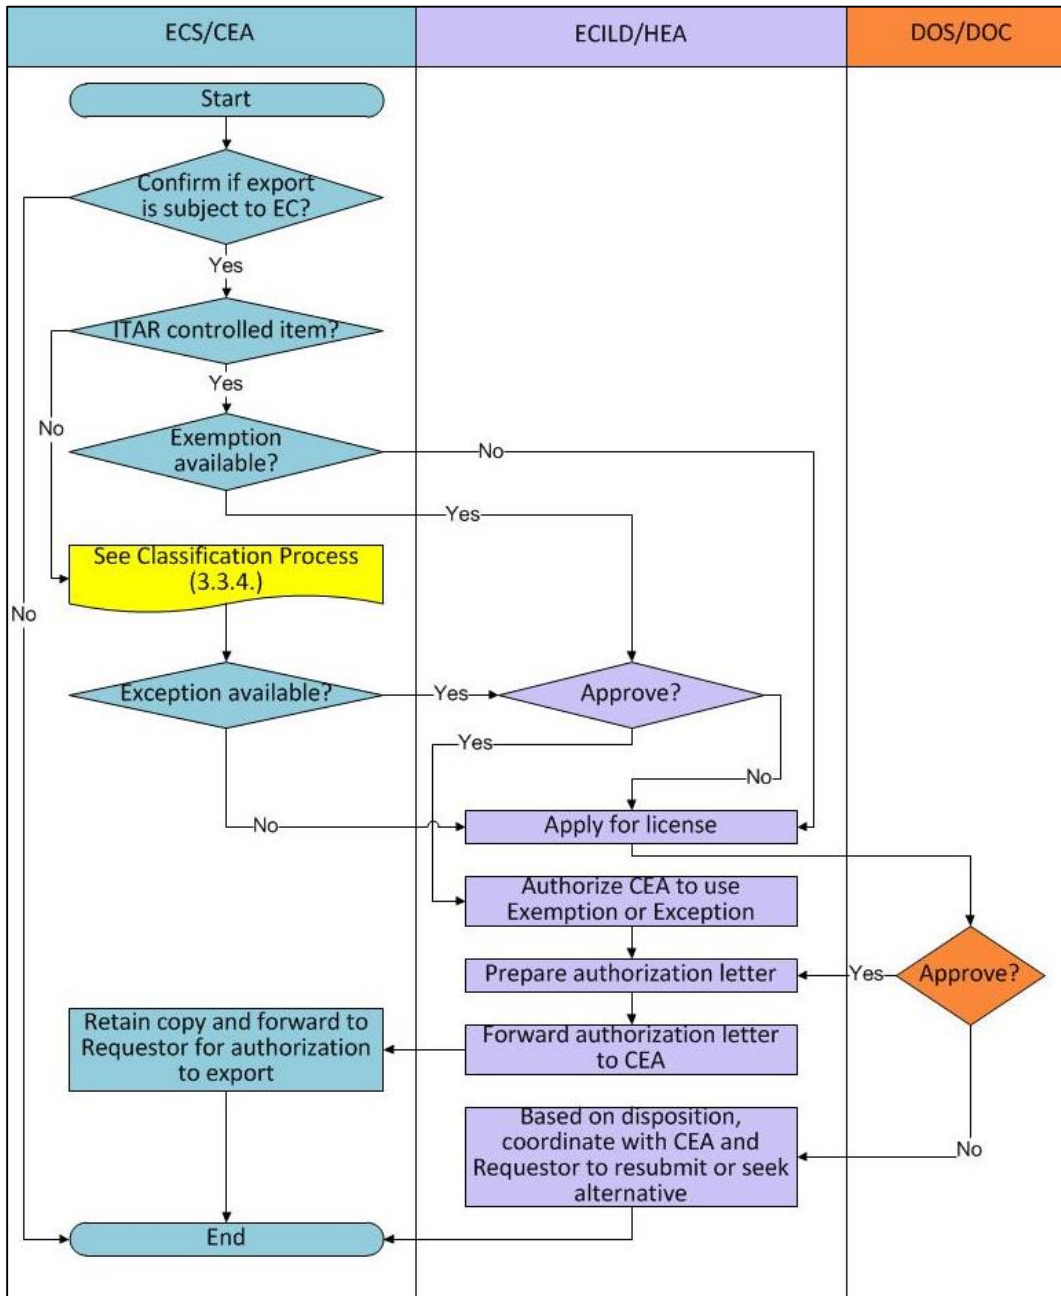 ECS/CEA
ECILD/HEA
DOS/DOC
Start
Confirm if export
is subject to EC?
Yes
ITAR controlled item?
Yes
No
Exemption
available?
No
Yes
See Classification Process
(3.3.4.)
No
Exception available?
Yes
Approve?
Yes
No
No
Apply for license
Authorize CEA to use
Exemption or Exception
Prepare authorization letter
Yes
Approve?
Retain copy and forward to
Requestor for authorization
to export
Forward authorization letter
to CEA
Based on disposition,
coordinate with CEA and
Requestor to resubmit or seek
alternative
No
End